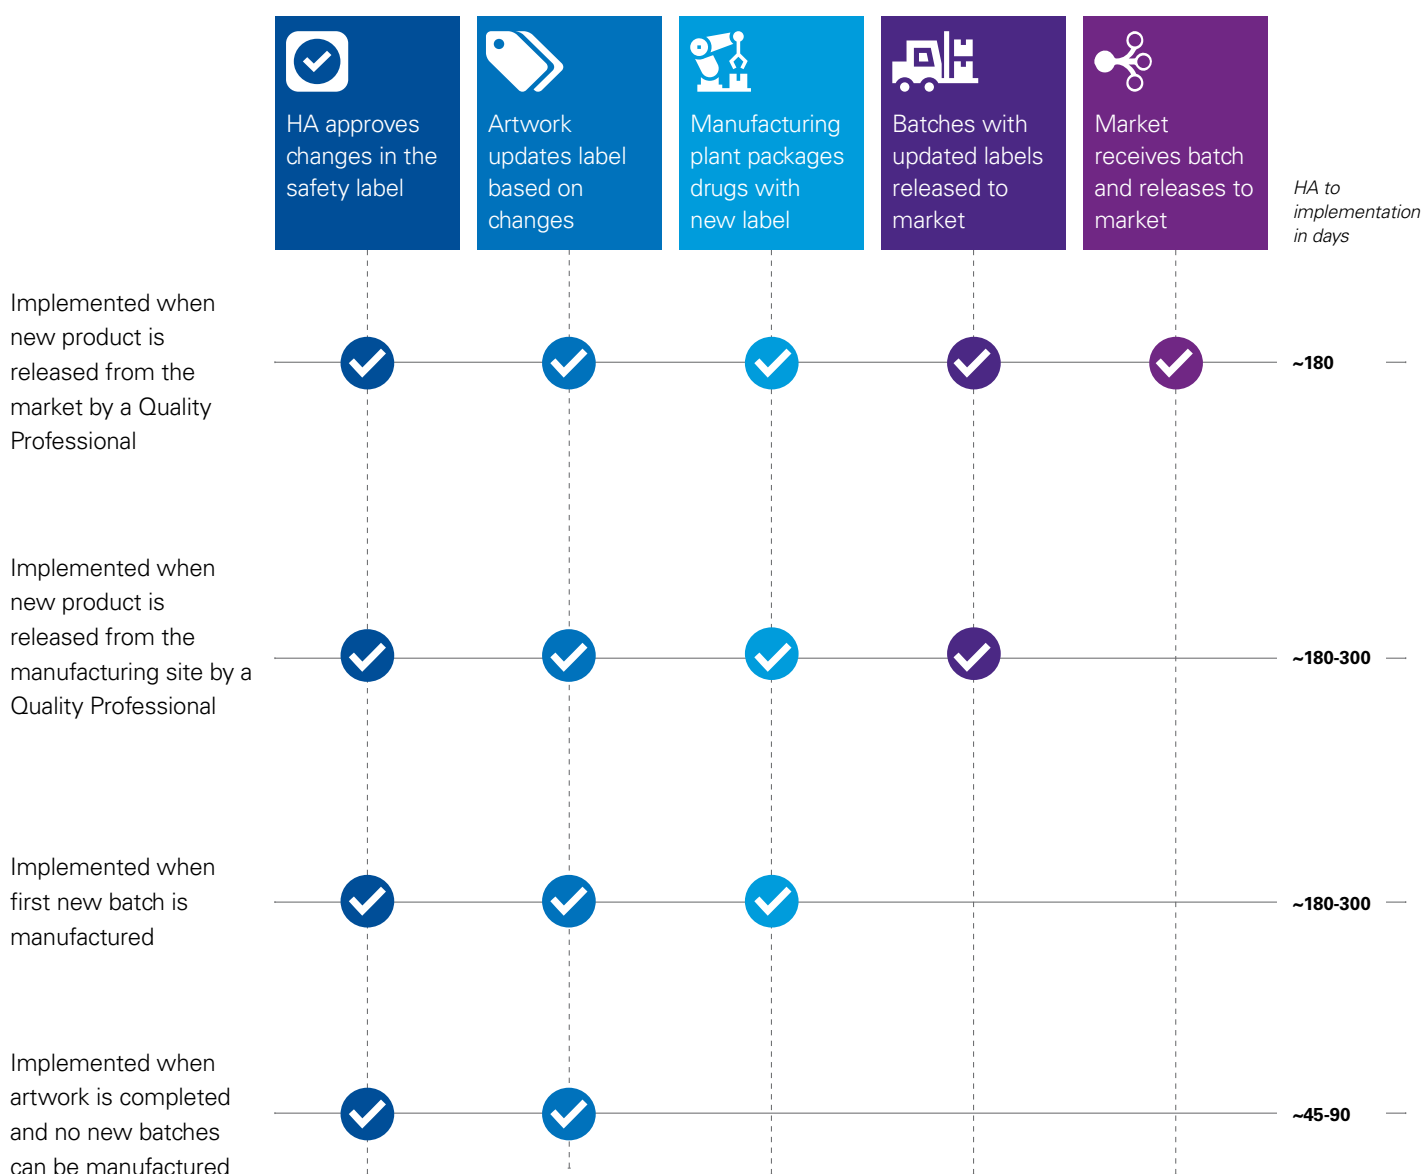 HA approves
changes in the
safety label
Artwork
updates label
based on
changes
Manufacturing
plant packages
drugs with
new label
Batches with
updated labels
released to
market
Market
receives batch
and releases to
market
HA to
implementation
in days
Implemented when
new product is
released from the
market by a Quality
Professional
~180
Implemented when
new product is
released from the
manufacturing site by a
Quality Professional
~180-300
Implemented when
first new batch is
manufactured
~180-300
Implemented when
artwork is completed
and no new batches
can be manufactured
~45-90